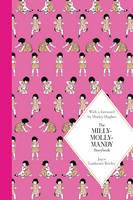 With a foreword
by Shirley Hughes
The
MILLY-
MOLLY-
MANDY
Storybook
Joyce
Lankester Brisley